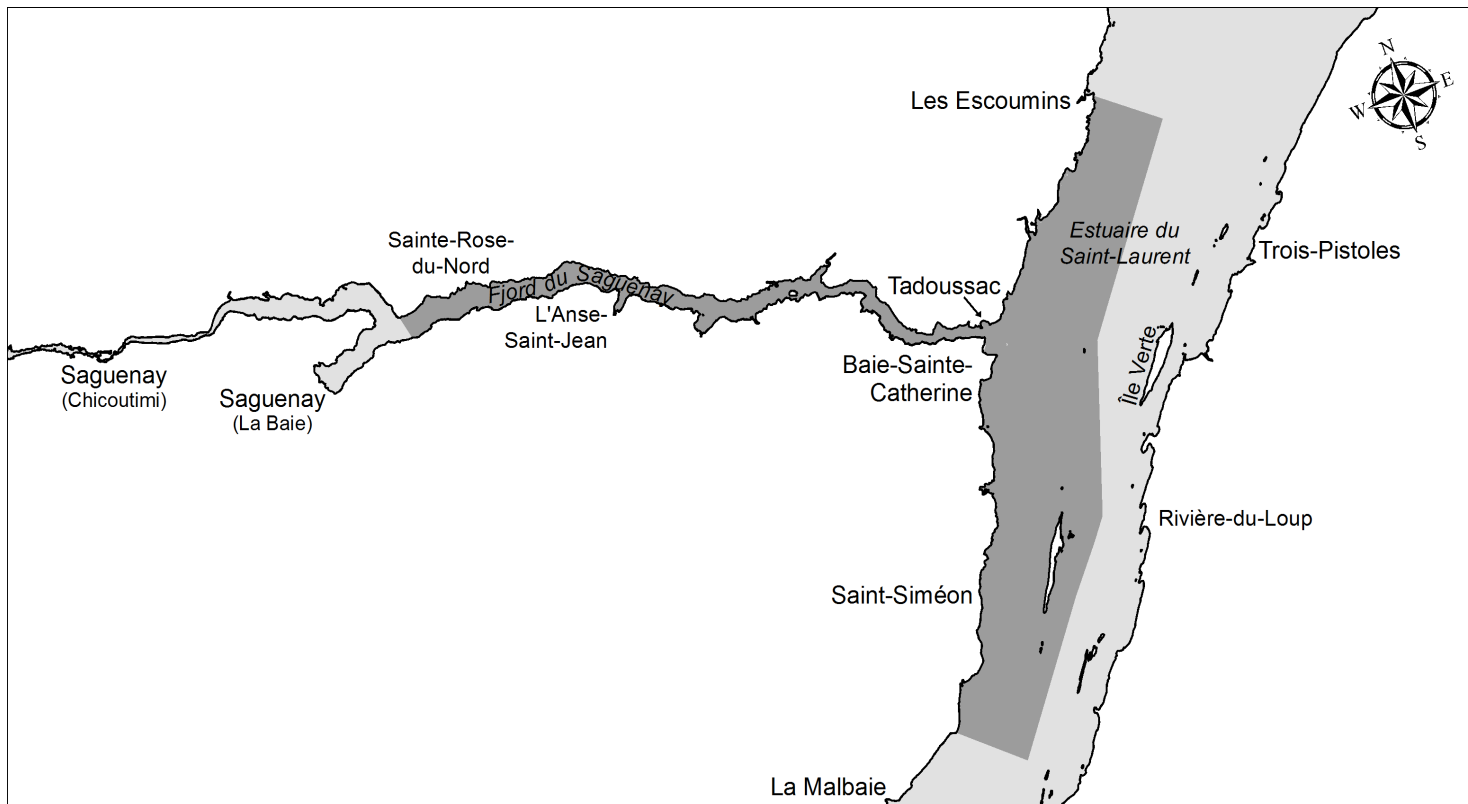 N
E
W
S
Les Escoumins
Estuaire du
Saint-Laurent
Trois-Pistoles
Sainte-Rose-
du-Nord
Fjord du Saguenay
Tadoussac
L'Anse-
Saint-Jean
Île Verte
Baie-Sainte-
Catherine
Saguenay
(Chicoutimi)
Saguenay
(La Baie)
Rivière-du-Loup
Saint-Siméon
La Malbaie